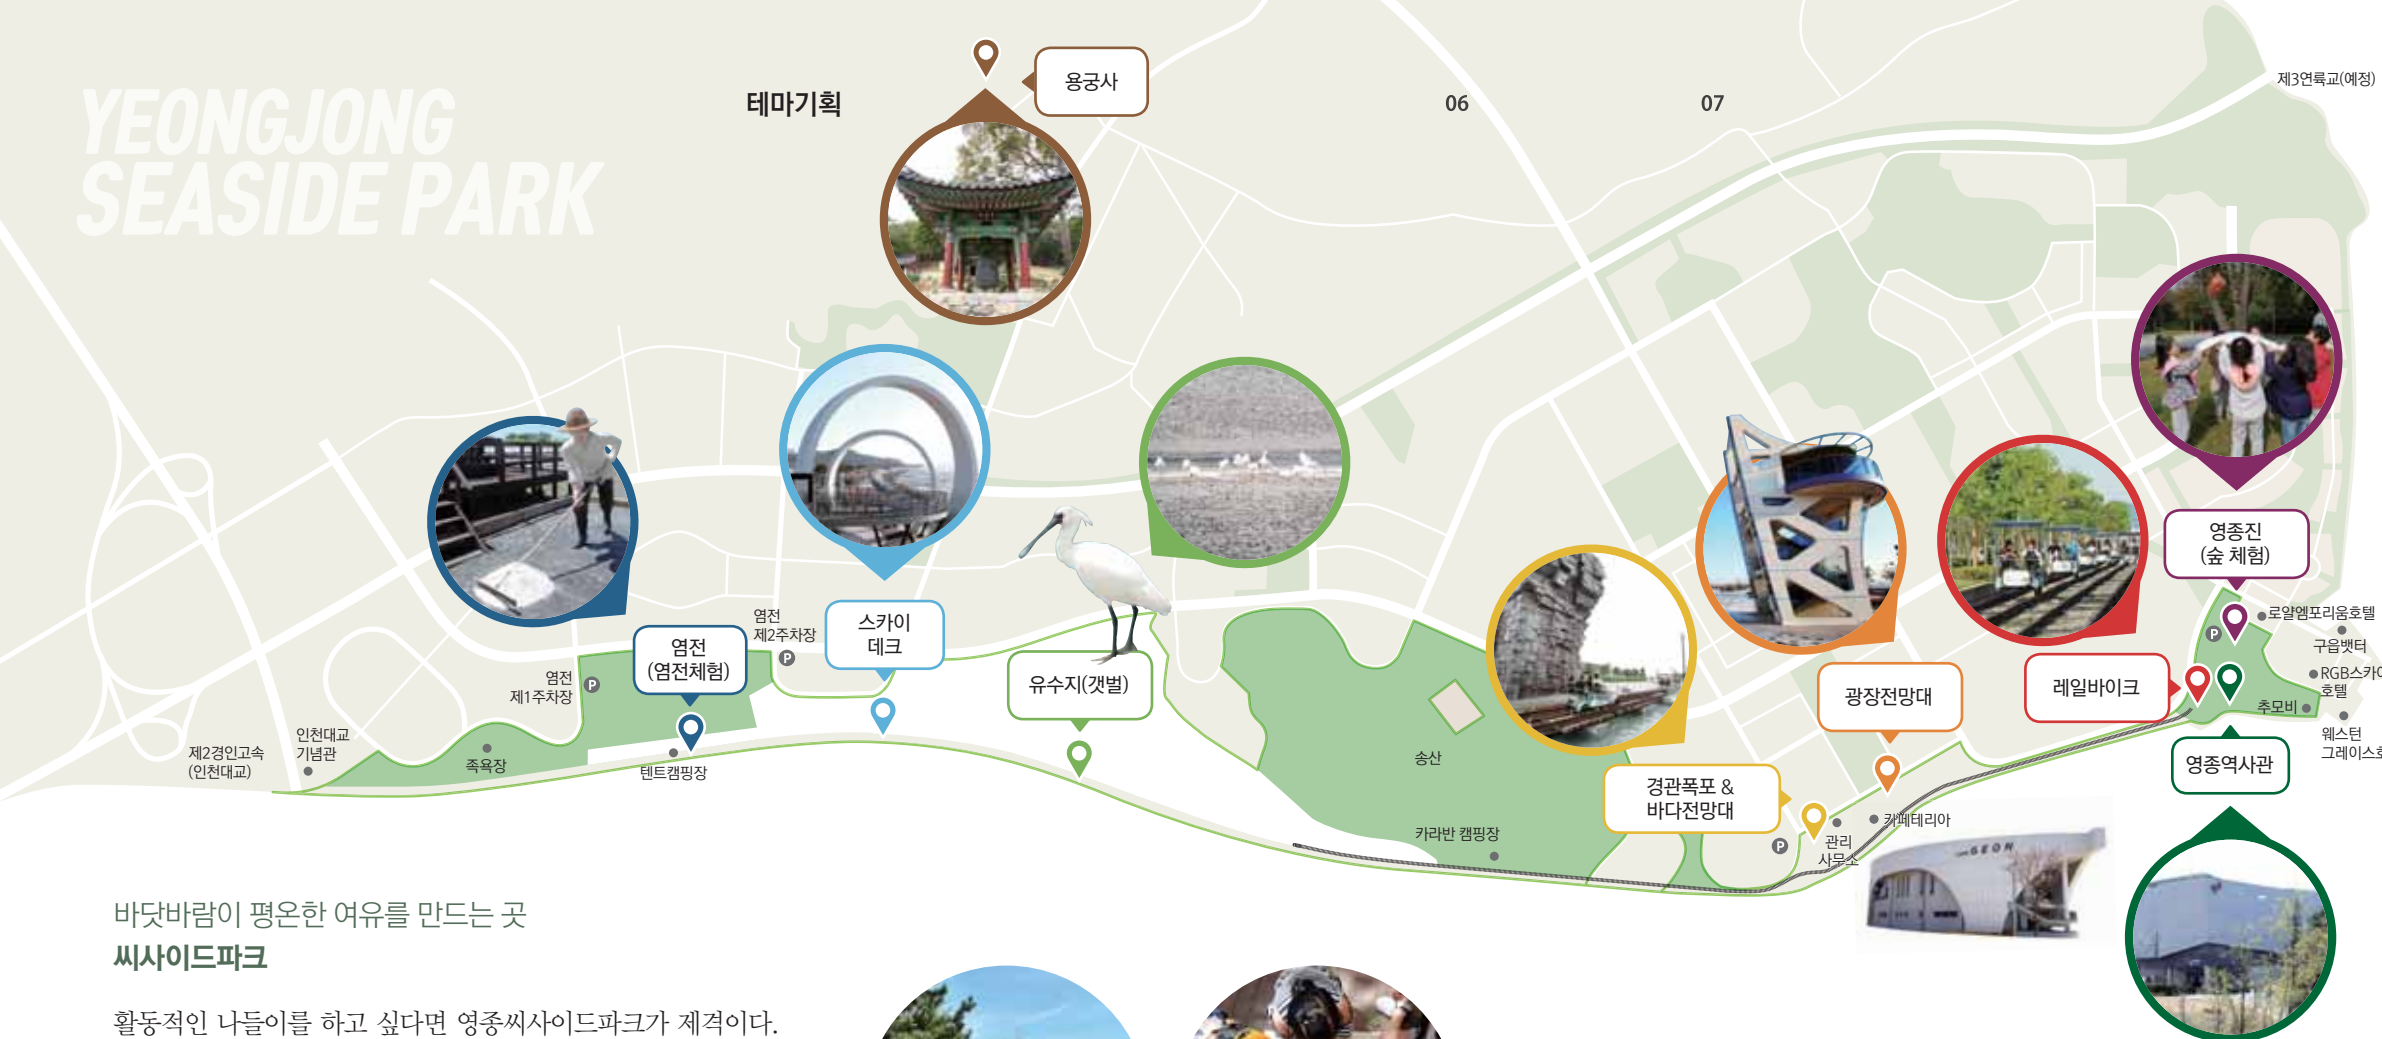 YEONGJONG
SEASIDE PARK
테마기획
06
07
용궁사
제3연륙교(예정)
영종진
(숲 체험)
로얄엠포리움호텔
구읍뱃터
RGB스카이
호텔
추모비
웨스턴
그레이스호
레일바이크
영종역사관
광장전망대
경관폭포 &
바다전망대
관리
사무소
카페테리아
송산
카라반 캠핑장
유수지(갯벌)
스카이
데크
염전
제2주차장
P
염전
(염전체험)
염전
제1주차장
P
텐트캠핑장
족욕장
인천대교
기념관
제2경인고속
(인천대교)
P
P
바닷바람이 평온한 여유를 만드는 곳
씨사이드파크
활동적인 나들이를 하고 싶다면 영종씨사이드파크가 제격이다.